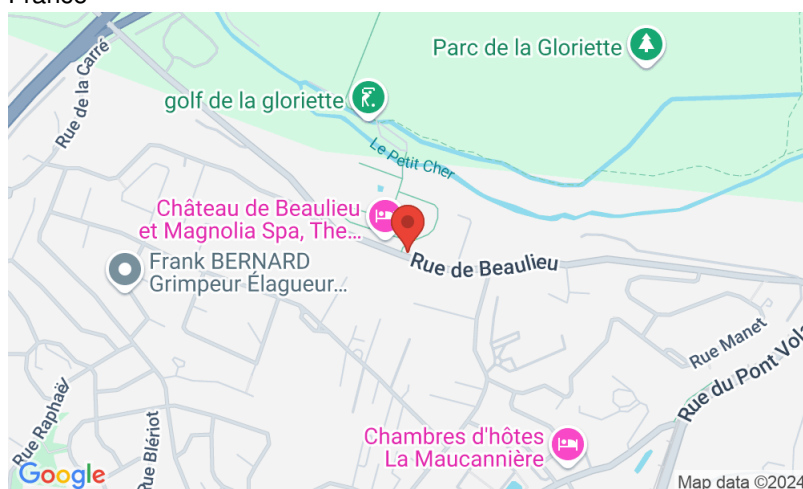 France
Parc de la Gloriette
golf de la gloriette
Rue de la Carré
Le Petit Cher
Château de Beaulieu
et Magnolia Spa, The...
Rue de Beaulieu
Frank BERNARD
Grimpeur Élagueur...
Rue Manet
Rue du Pont Vola
Rue Raphaë
Rue Blériot
Chambres d'hôtes
La Maucannière
Google
Map data ©2024